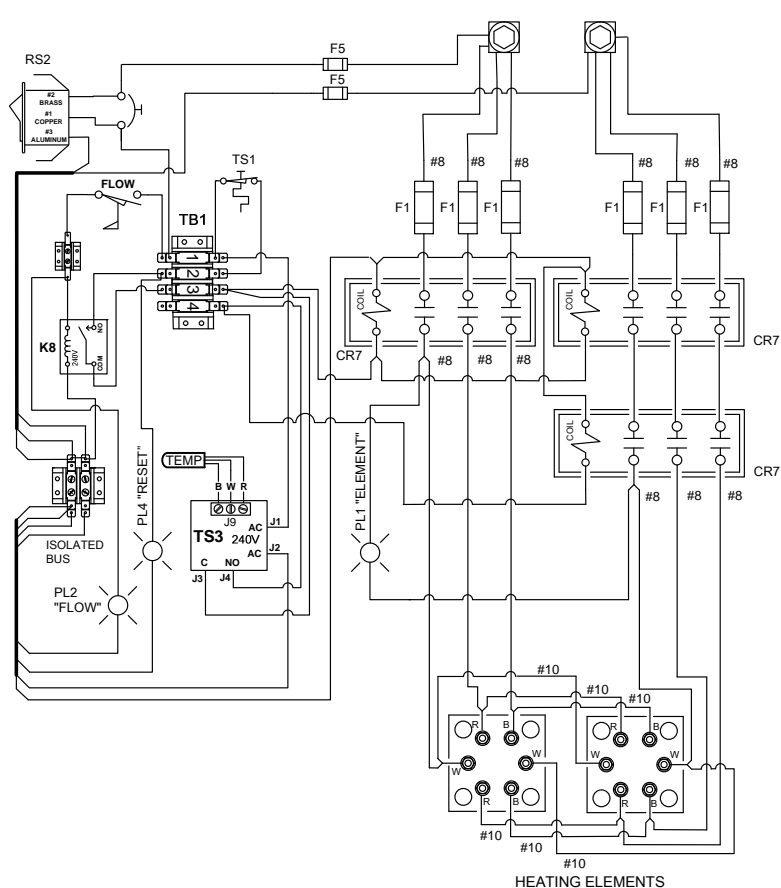 RS2
#2
BRASS
#1
COPPER
#3
ALUMINUM
F5
F5
TS1
FLOW
TB1
1
2
3
4
#8
#8
#8
#8
#8
#8
F1
F1
F1
F1
F1
F1
COIL
COIL
CR7
CR7
#8
#8
K8
240V
NO
COM
COIL
CR7
#8
#8
#8
PL4 "RESET"
TEMP
B W R
J9
TS3
240V
AC
AC
J1
J2
C
NO
J3
J4
PL1 "ELEMENT"
ISOLATED
BUS
PL2
"FLOW"
#10
#10
#10
R
B
W
W
R
B
R
B
W
W
R
B
#10
#10
#10
HEATING ELEMENTS